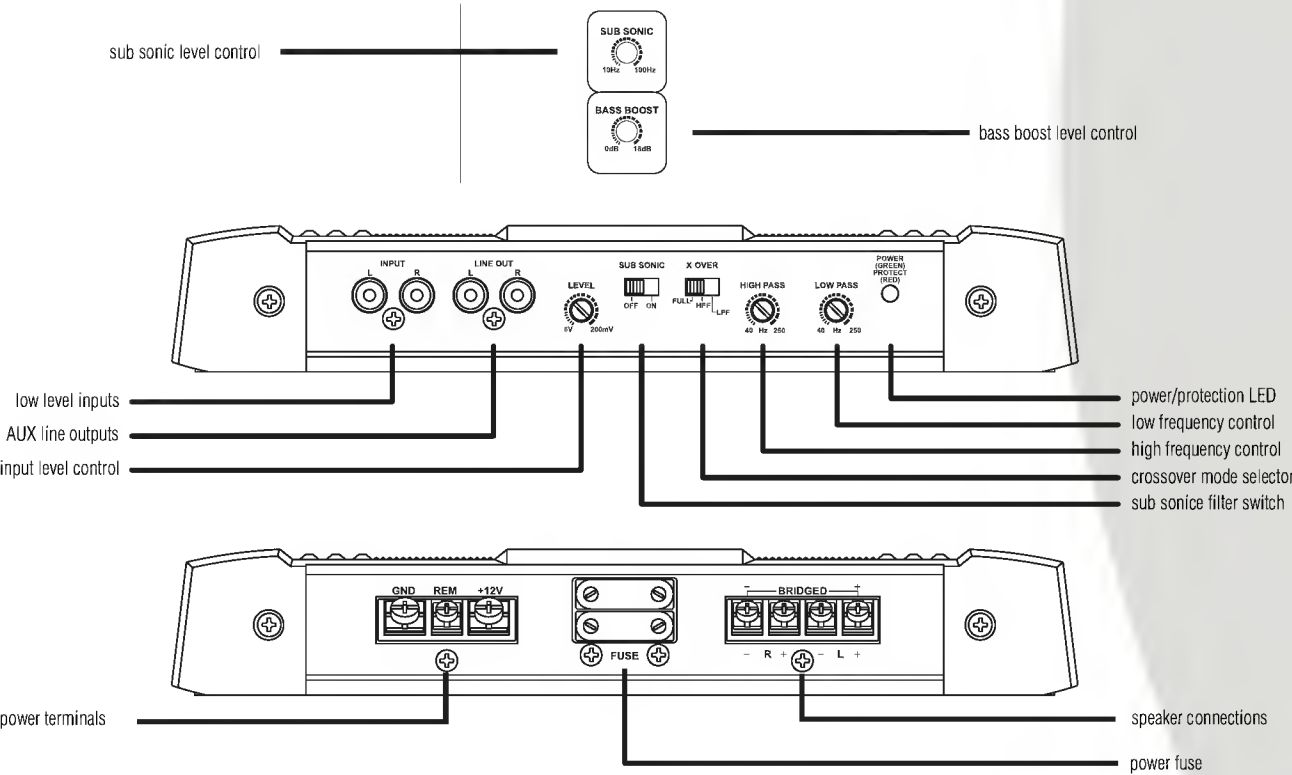 SUB SONIC
10Hz 100Hz
sub sonic level control
BASS BOOST
0dB 18dB
bass boost level control
INPUT
L R
LINE OUT
L R
LEVEL
6V 200mV
SUB SONIC
OFF ON
X OVER
FULL HPF LPF
HIGH PASS
40 Hz 250
LOW PASS
40 Hz 250
POWER
(GREEN)
PROTECT
(RED)
low level inputs
AUX line outputs
input level control
power/protection LED
low frequency control
high frequency control
crossover mode selector
sub sonice filter switch
GND REM +12V
FUSE
- BRIDGED +
- R + - L +
power terminals
speaker connections
power fuse